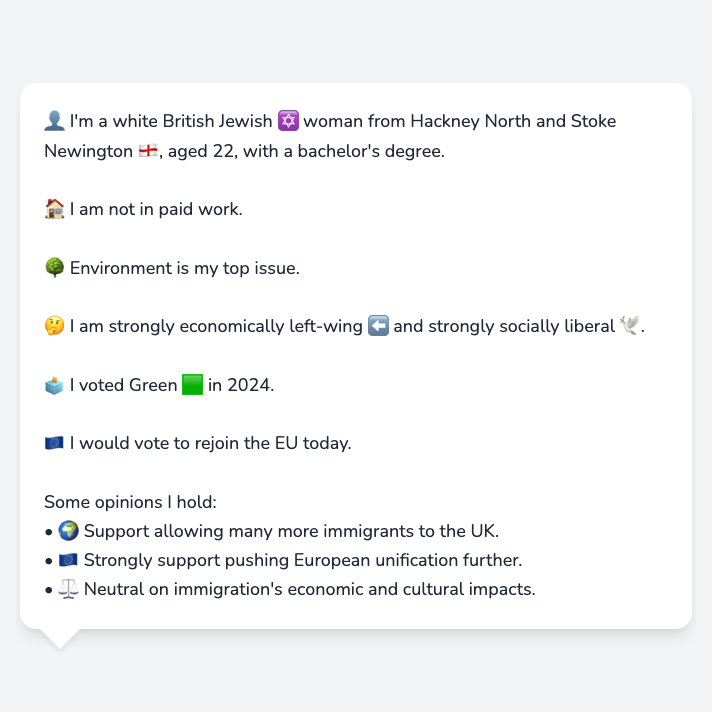 👤 I'm a white British Jewish ✡️ woman from Hackney North and Stoke
Newington 🏴󠁧󠁢󠁥󠁮󠁧󠁿, aged 22, with a bachelor's degree.
🏠 I am not in paid work.
🌳 Environment is my top issue.
🤔 I am strongly economically left-wing ⬅️ and strongly socially liberal 🕊️.
🗳️ I voted Green 🟩 in 2024.
🇪🇺 I would vote to rejoin the EU today.
Some opinions I hold:
• 🌍 Support allowing many more immigrants to the UK.
• 🇪🇺 Strongly support pushing European unification further.
• ⚖️ Neutral on immigration's economic and cultural impacts.